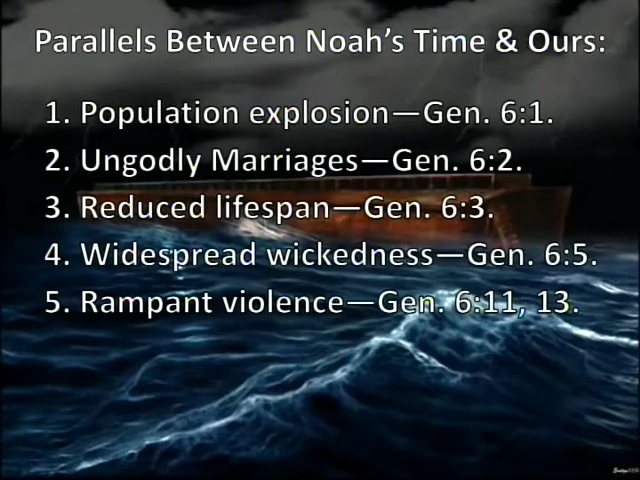 Parallels Between Noah's Time & Ours:
1. Population explosion—Gen. 6:1.
2. Ungodly Marriages—Gen. 6:2.
3. Reduced lifespan—Gen. 6:3.
4. Widespread wickedness—Gen. 6:5.
5. Rampant violence—Gen. 6:11, 13.